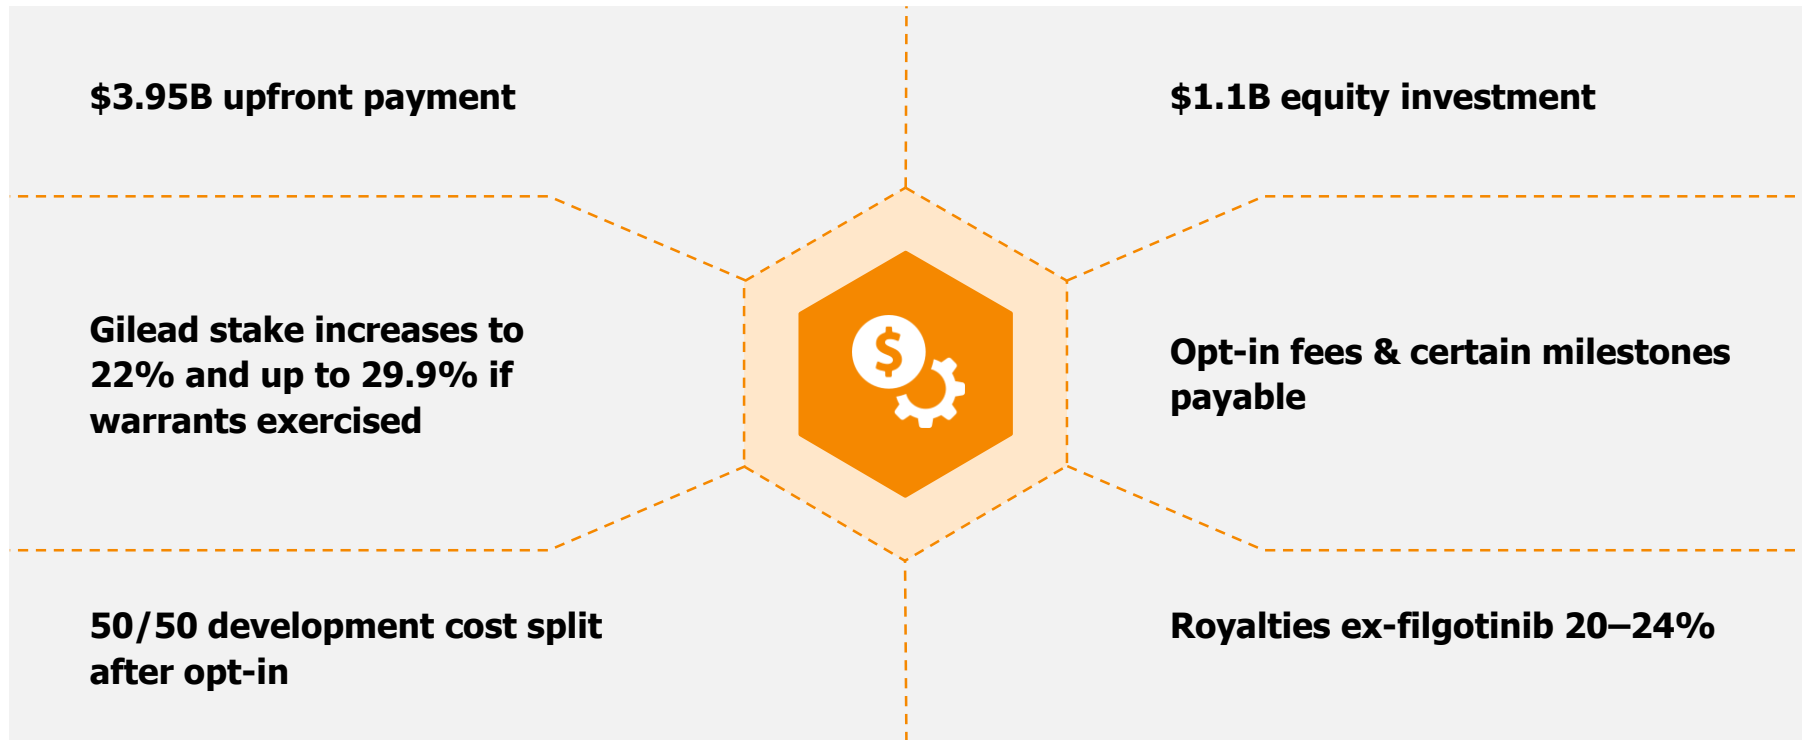 $3.95B upfront payment
$1.1B equity investment
Gilead stake increases to
22% and up to 29.9% if
warrants exercised
Opt-in fees & certain milestones
payable
50/50 development cost split
after opt-in
Royalties ex-filgotinib 20–24%
$